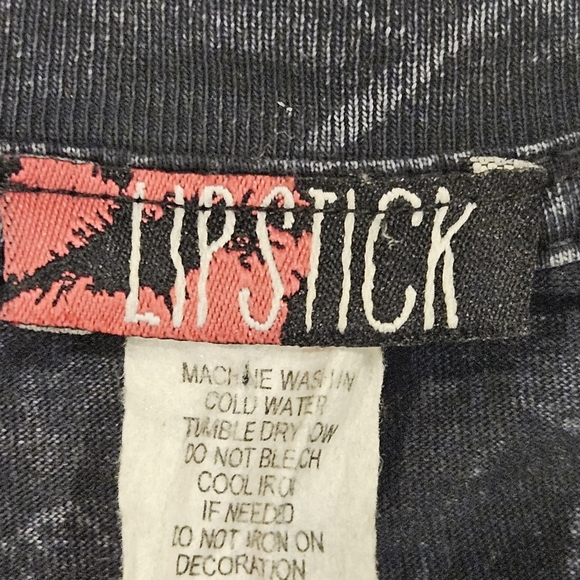 LIPSTICK
MACHINE WASH IN
COLD WATER
TUMBLE DRY LOW
DO NOT BLEACH
COOL IRON
IF NEEDED
DO NOT IRON ON
DECORATION